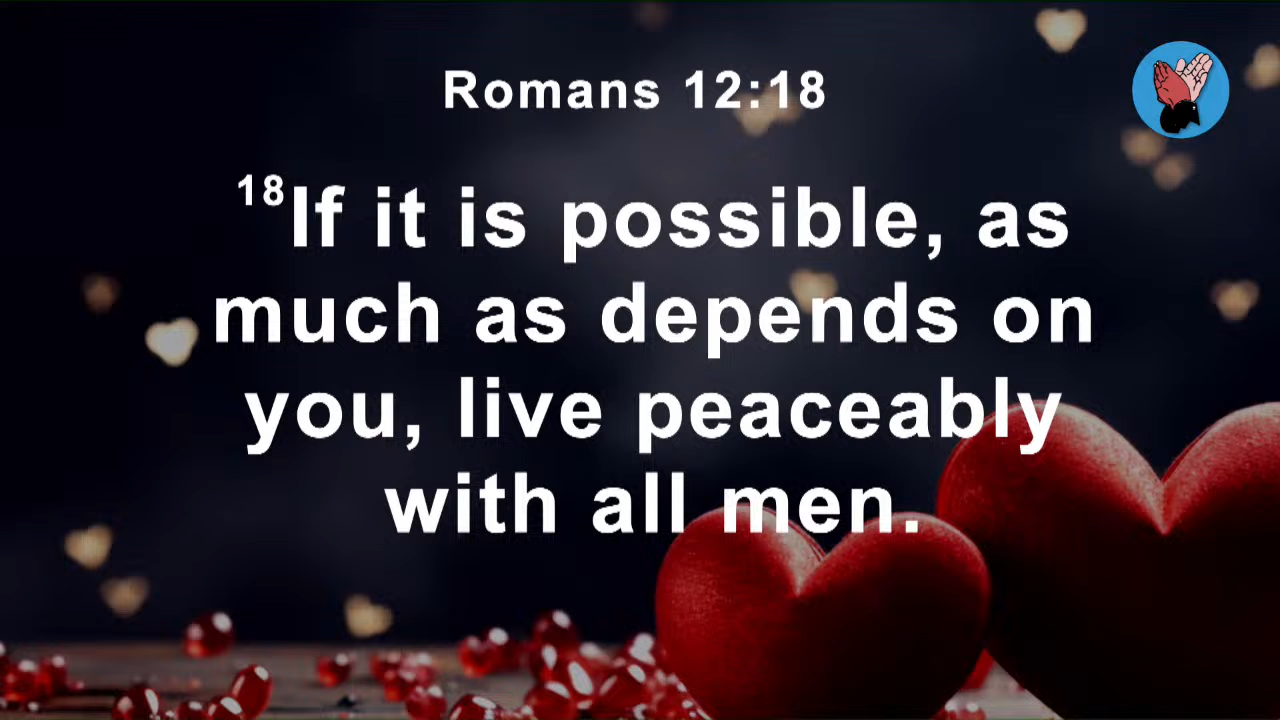 Romans 12:18
18If it is possible, as
much as depends on
you, live peaceably
with all men.